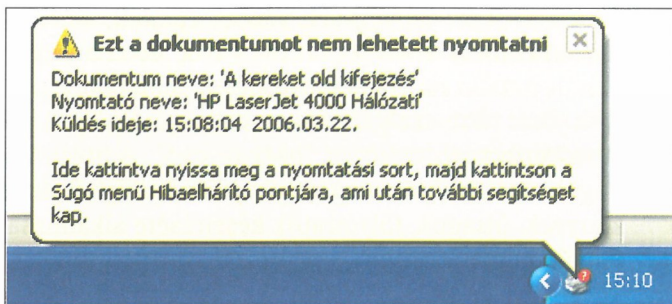 Ezt a dokumentumot nem lehetett nyomtatni
Dokumentum neve: 'A kereket old kifejezés'
Nyomtató neve: 'HP LaserJet 4000 Hálózati'
Küldés ideje: 15:08:04 2006.03.22.
Ide kattintva nyissa meg a nyomtatási sort, majd kattintson a
Súgó menü Hibaelhárító pontjára, ami után további segítséget
kap.
15:10